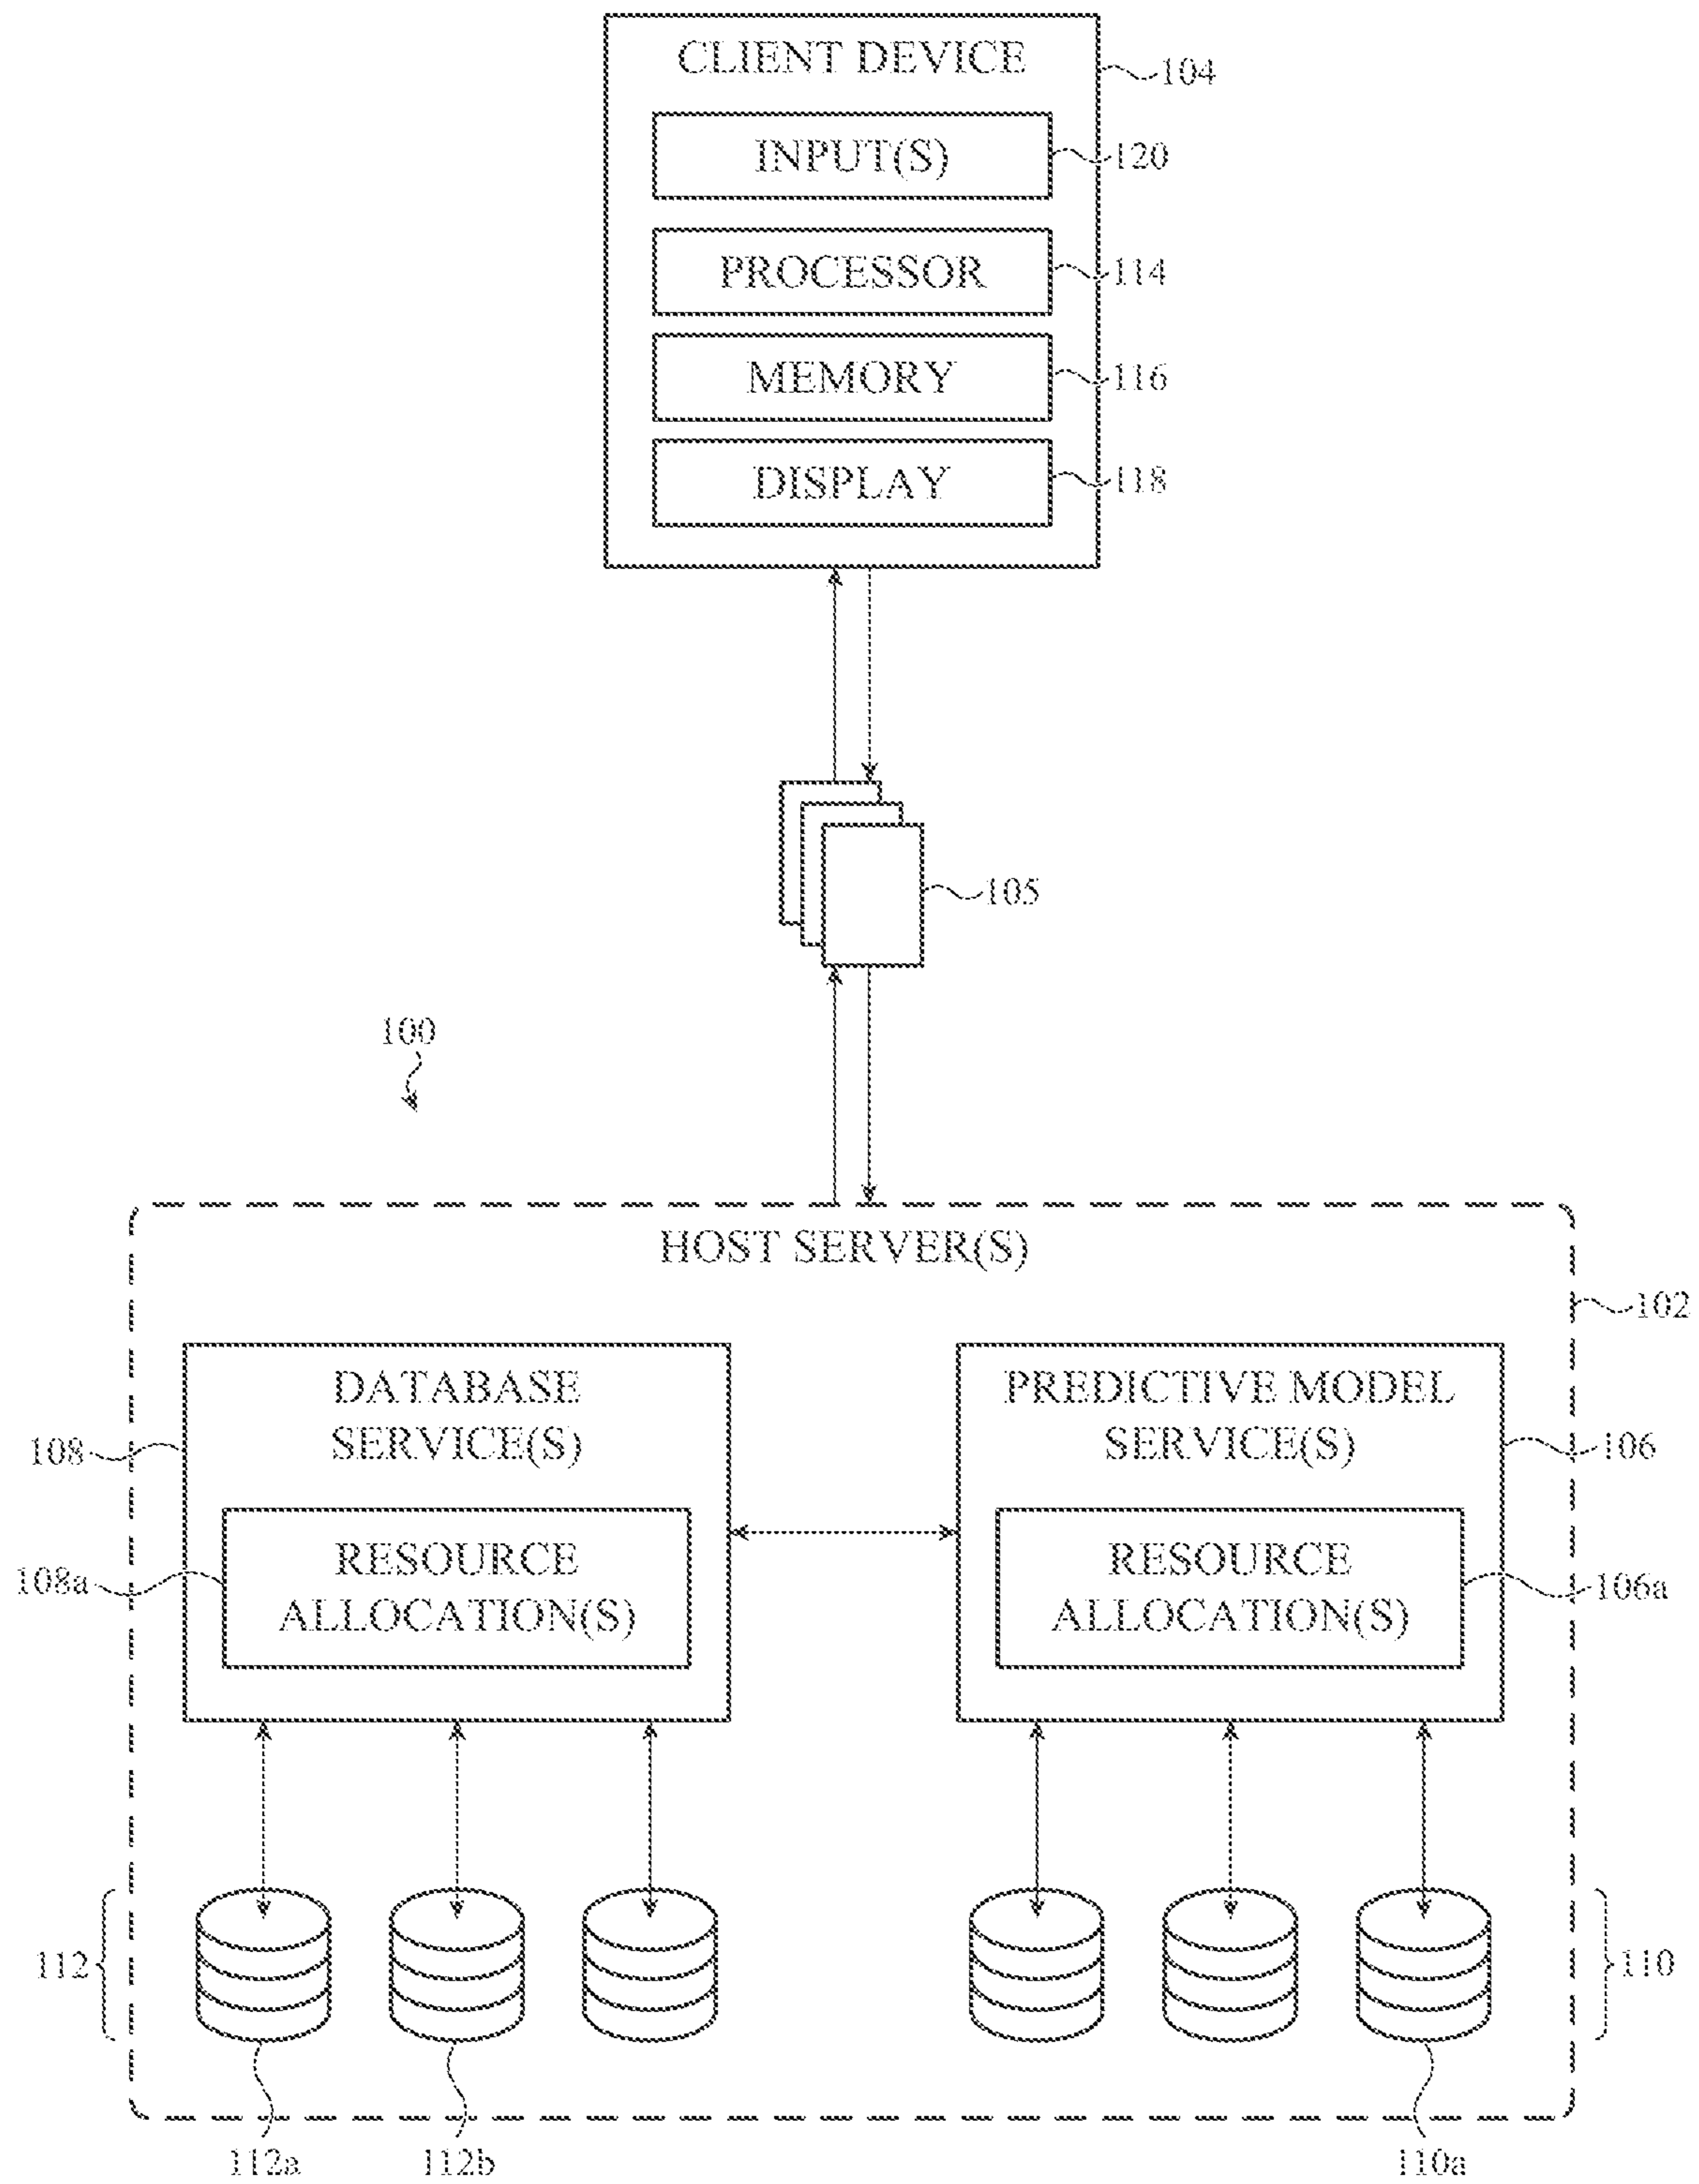 CLIENT DEVICE
104
INPUT(S)
120
PROCESSOR
114
MEMORY
116
DISPLAY
118
105
100
HOST SERVER(S)
102
DATABASE
SERVICE(S)
108
RESOURCE
ALLOCATION(S)
108a
PREDICTIVE MODEL
SERVICE(S)
106
RESOURCE
ALLOCATION(S)
106a
112
110
112a
112b
110a